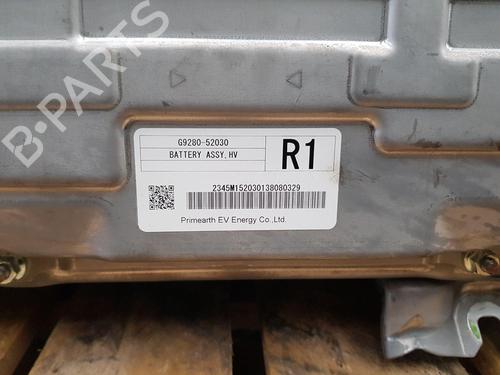 B-PARTS
G9280-52030
BATTERY ASSY,HV
R1
2345M152030138080329
Primearth EV Energy Co.,Ltd.